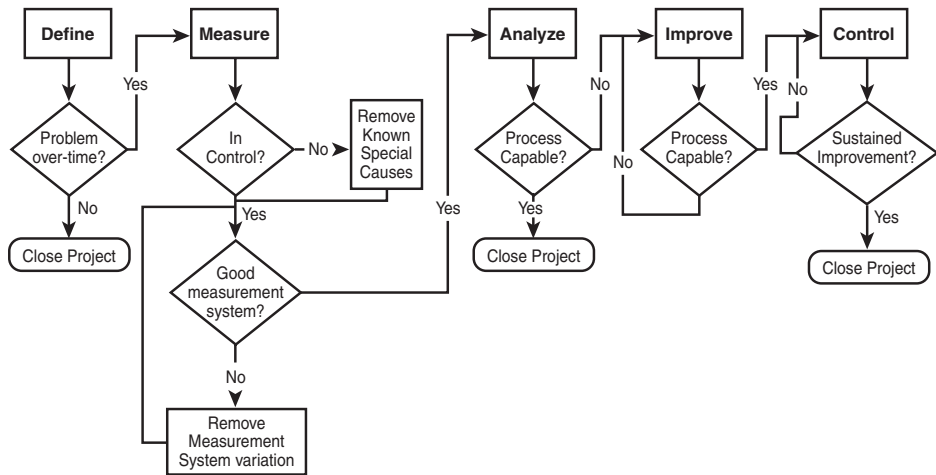 Define
Measure
Analyze
Improve
Control
Yes
No
Yes
No
Problem
over-time?
In
Control?
No
Remove
Known
Special
Causes
Process
Capable?
No
Process
Capable?
Sustained
Improvement?
No
Yes
Yes
Yes
Yes
Close Project
Good
measurement
system?
Close Project
Close Project
No
Remove
Measurement
System variation